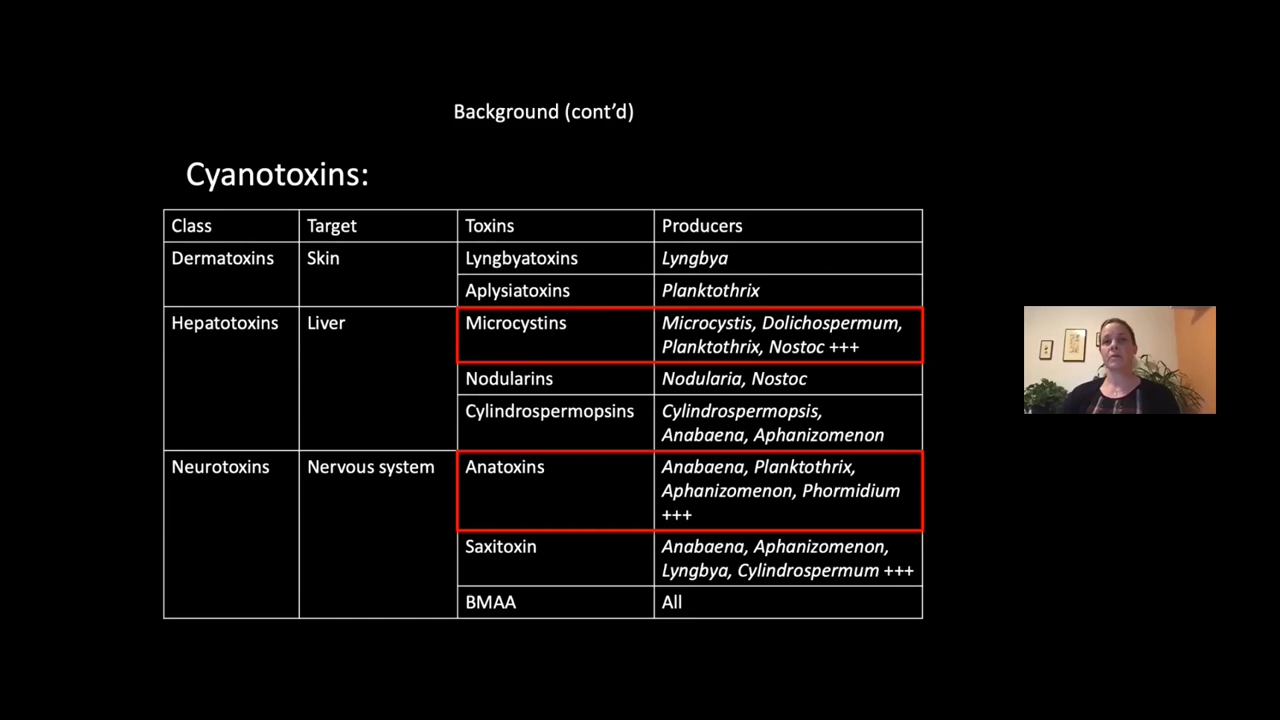 Background (cont’d)
Cyanotoxins:
Class Target Toxins Producers
Dermatoxins Skin Lyngbyatoxins Lyngbya
Aplysiatoxins Planktothrix
Hepatotoxins Liver Microcystins Microcystis, Dolichospermum,
Planktothrix, Nostoc +++
Nodularins Nodularia, Nostoc
Cylindrospermopsins Cylindrospermopsis,
Anabaena, Aphanizomenon
Neurotoxins Nervous system Anatoxins Anabaena, Planktothrix,
Aphanizomenon, Phormidium
+++
Saxitoxin Anabaena, Aphanizomenon,
Lyngbya, Cylindrospermum +++
BMAA All